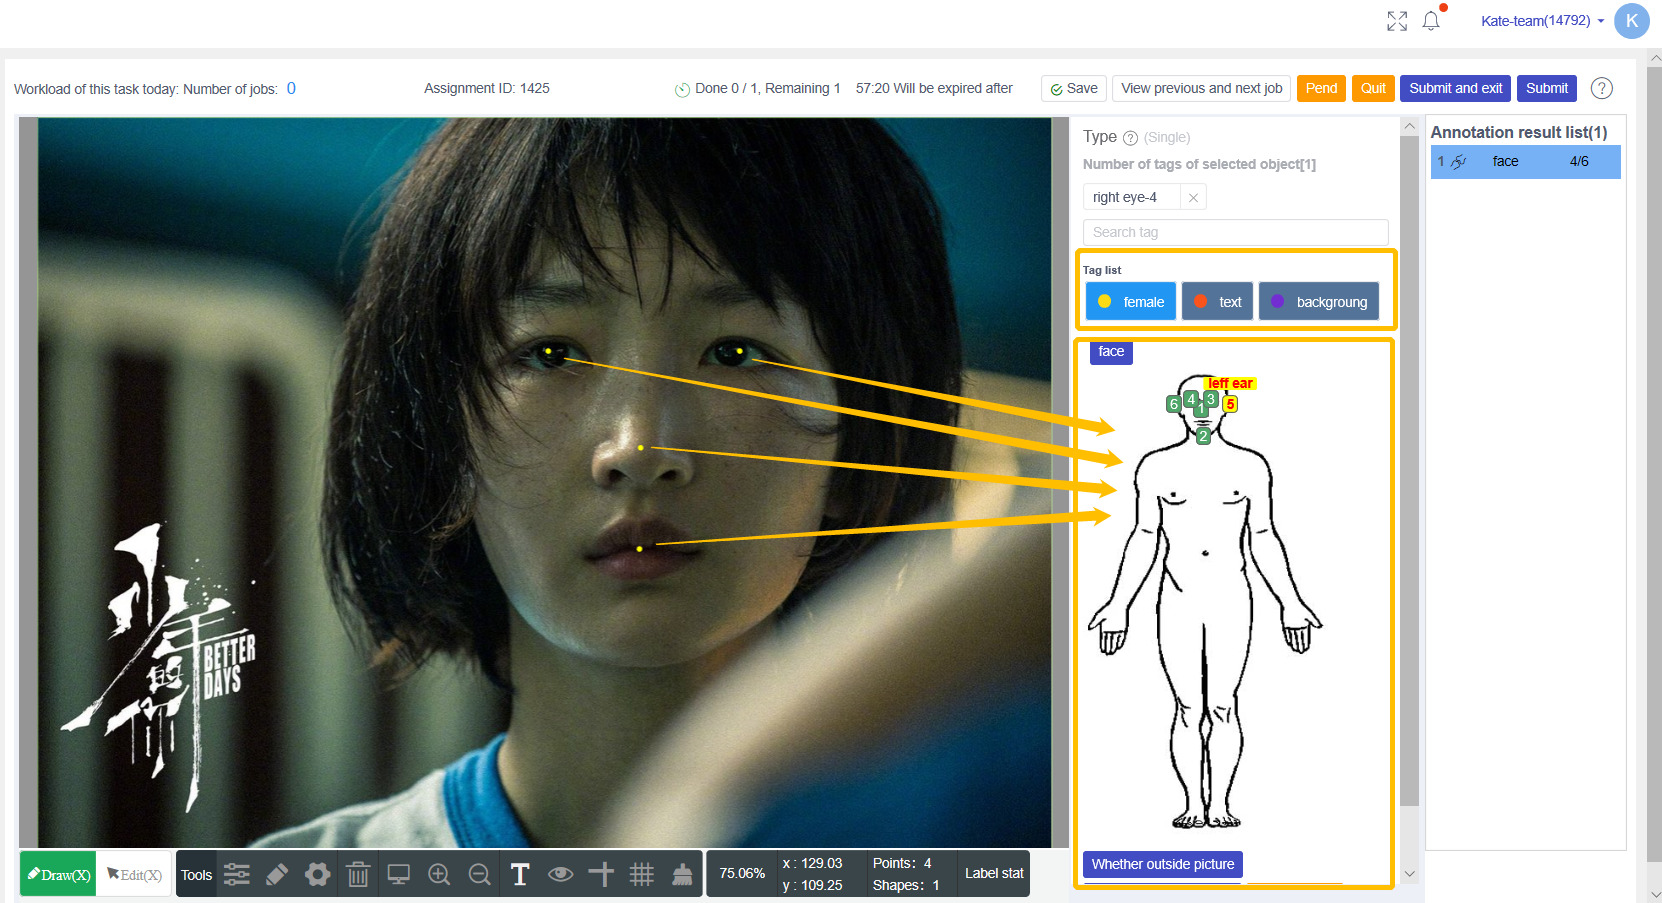 Kate-team(14792)
K
Workload of this task today: Number of jobs: 0
Assignment ID: 1425
Done 0 / 1, Remaining 1
57:20 Will be expired after
Save
View previous and next job
Pend
Quit
Submit and exit
Submit
?
Type ? (Single)
Number of tags of selected object[1]
right eye-4 ×
Search tag
Tag list
female
text
backgroung
face
leff ear
6
4
1
3
5
2
Whether outside picture
Annotation result list(1)
1 face 4/6
少年的你
BETTER
DAYS
Draw(X)
Edit(X)
Tools
T
75.06%
x : 129.03
y : 109.25
Points: 4
Shapes: 1
Label stat